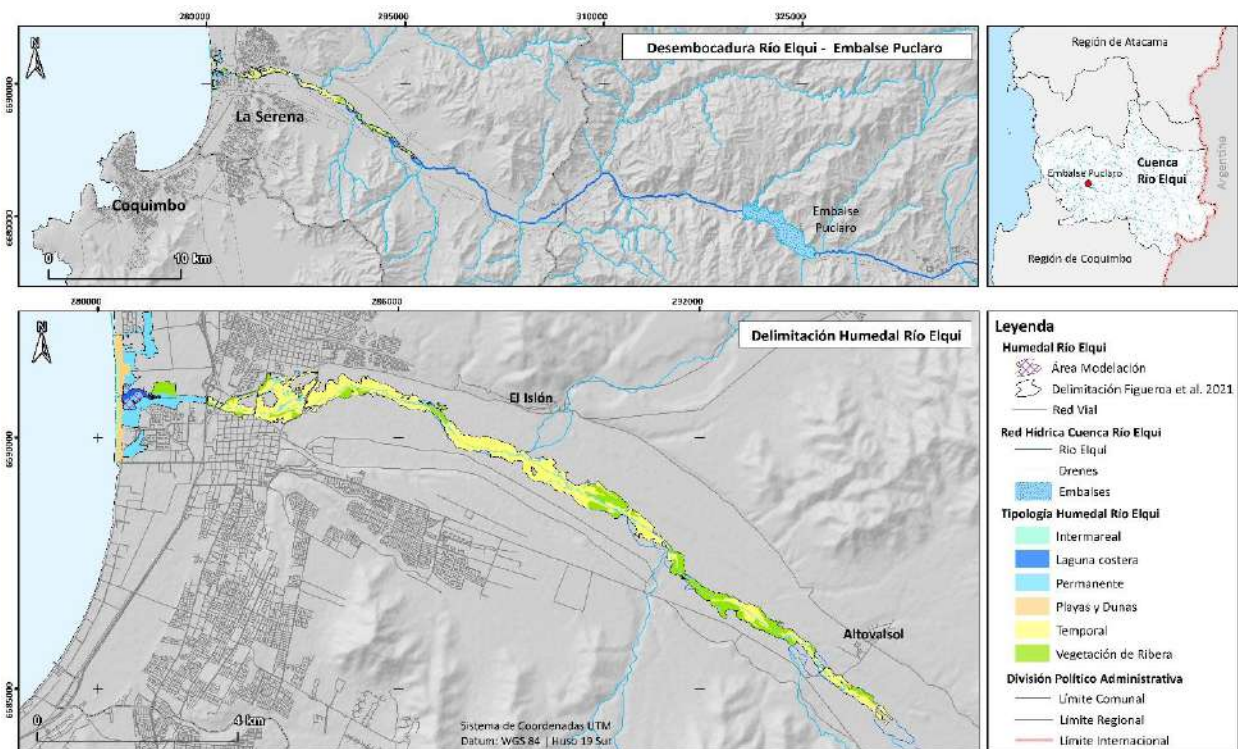 280000
295000
310000
325000
N
Desembocadura Río Elqui - Embalse Puclaro
6690000
La Serena
Coquimbo
6680000
Embalse
Puclaro
0
10 km
Región de Atacama
Cuenca
Río Elqui
Embalse Puclaro
Argentina
Región de Coquimbo
280000
286000
292000
N
Delimitación Humedal Río Elqui
El Islón
6690000
Altovalsol
6685000
0
4 km
Sistema de Coordenadas UTM
Datum: WGS 84 | Huso 19 Sur
Leyenda
Humedal Río Elqui
Área Modelación
Delimitación Figueroa et al. 2021
Red Vial
Red Hídrica Cuenca Río Elqui
Río Elqui
Drenes
Embalses
Tipología Humedal Río Elqui
Intermareal
Laguna costera
Permanente
Playas y Dunas
Temporal
Vegetación de Ribera
División Político Administrativa
Límite Comunal
Límite Regional
Límite Internacional